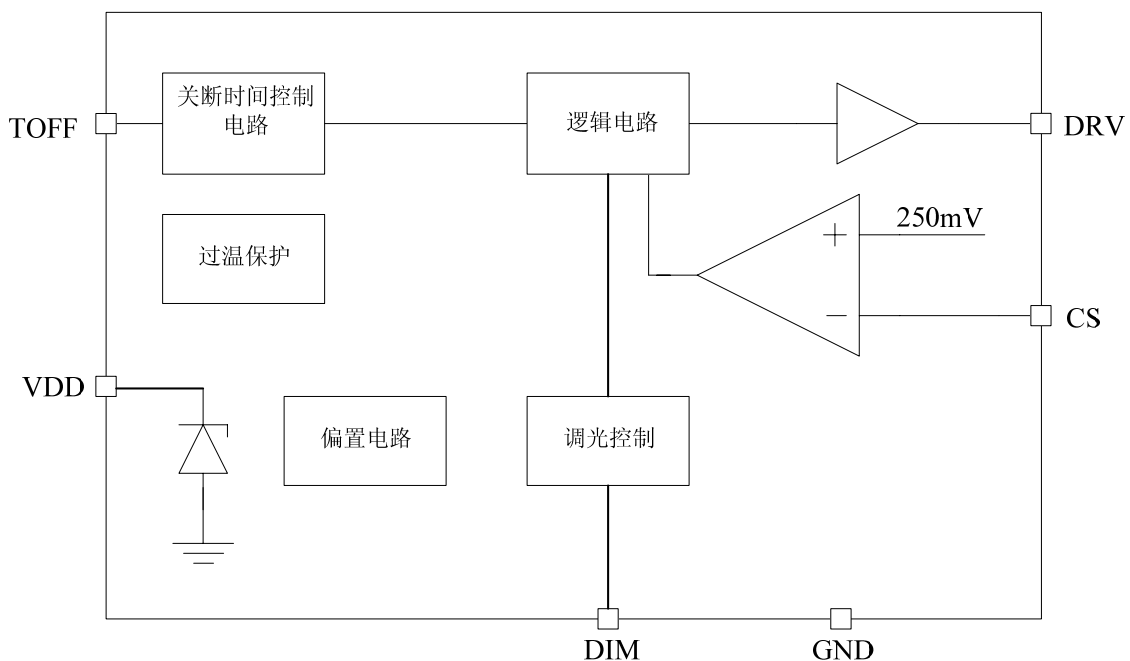 关断时间控制
电路
逻辑电路
TOFF
DRV
250mV
+
过温保护
−
CS
VDD
偏置电路
调光控制
DIM
GND